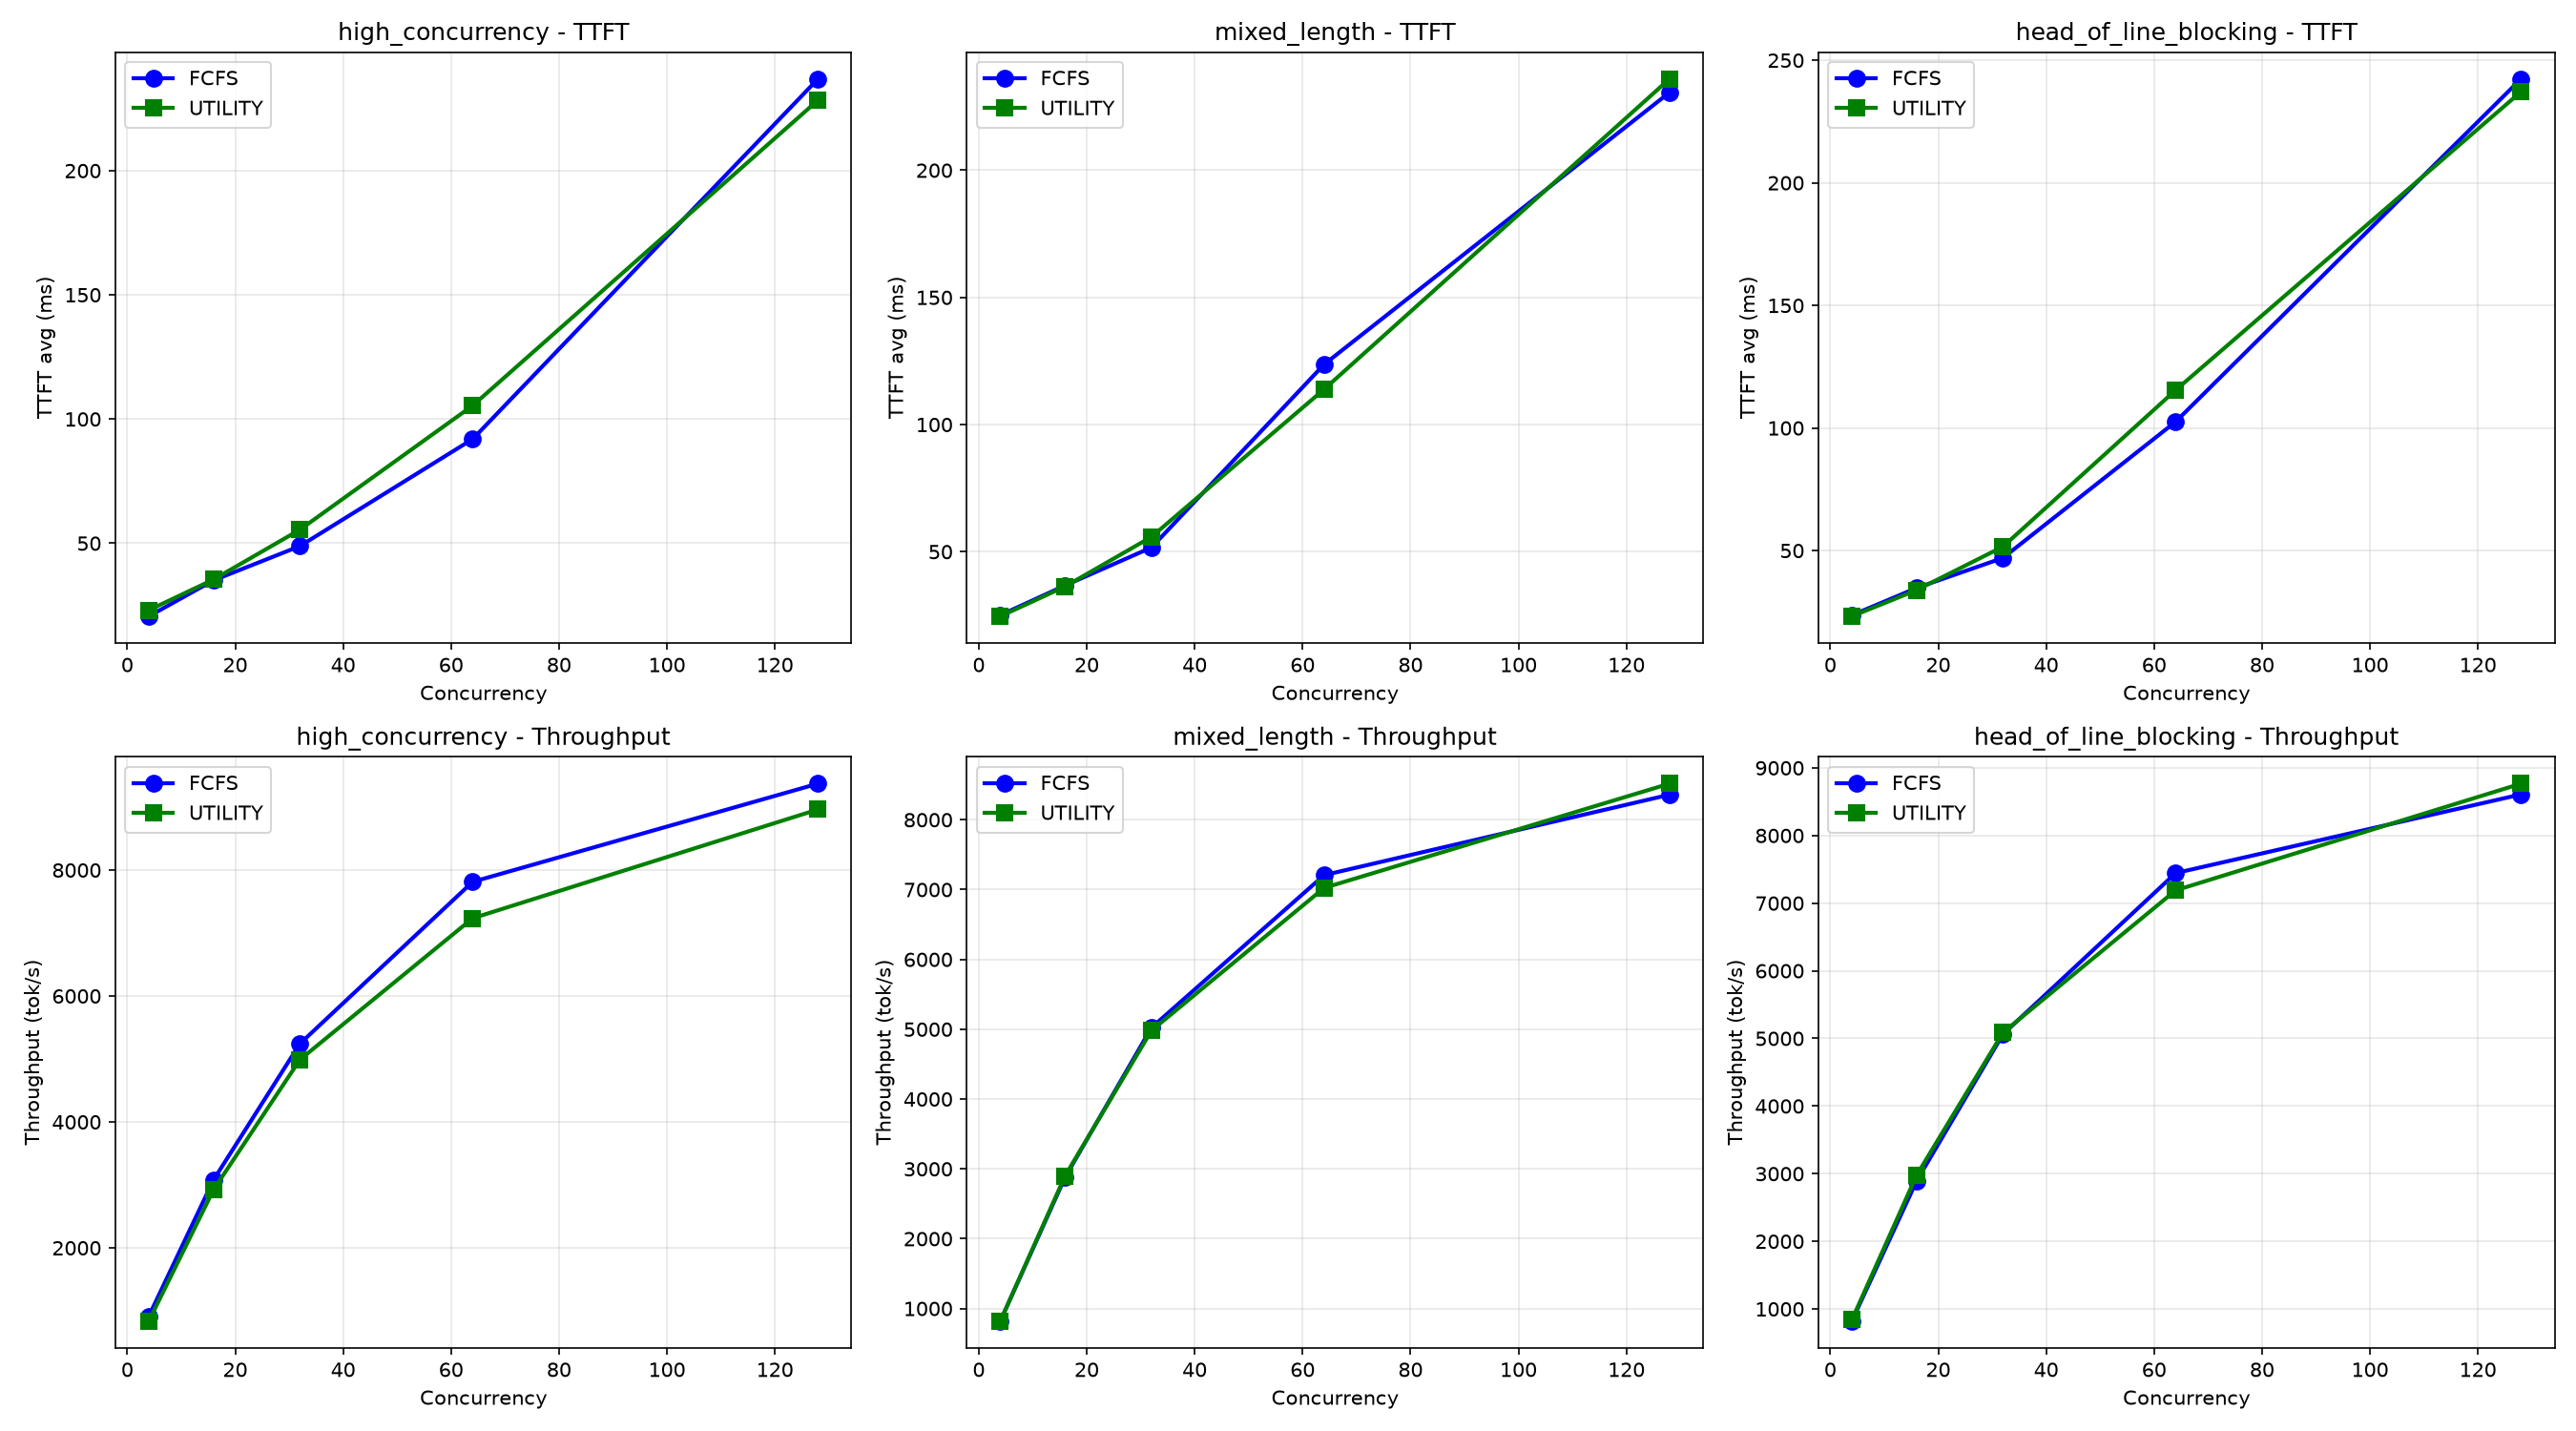 high_concurrency - TTFT
FCFS
UTILITY
TTFT avg (ms)
200
150
100
50
0 20 40 60 80 100 120
Concurrency
mixed_length - TTFT
FCFS
UTILITY
TTFT avg (ms)
200
150
100
50
0 20 40 60 80 100 120
Concurrency
head_of_line_blocking - TTFT
FCFS
UTILITY
TTFT avg (ms)
250
200
150
100
50
0 20 40 60 80 100 120
Concurrency
high_concurrency - Throughput
FCFS
UTILITY
Throughput (tok/s)
8000
6000
4000
2000
0 20 40 60 80 100 120
Concurrency
mixed_length - Throughput
FCFS
UTILITY
Throughput (tok/s)
8000
7000
6000
5000
4000
3000
2000
1000
0 20 40 60 80 100 120
Concurrency
head_of_line_blocking - Throughput
FCFS
UTILITY
Throughput (tok/s)
9000
8000
7000
6000
5000
4000
3000
2000
1000
0 20 40 60 80 100 120
Concurrency